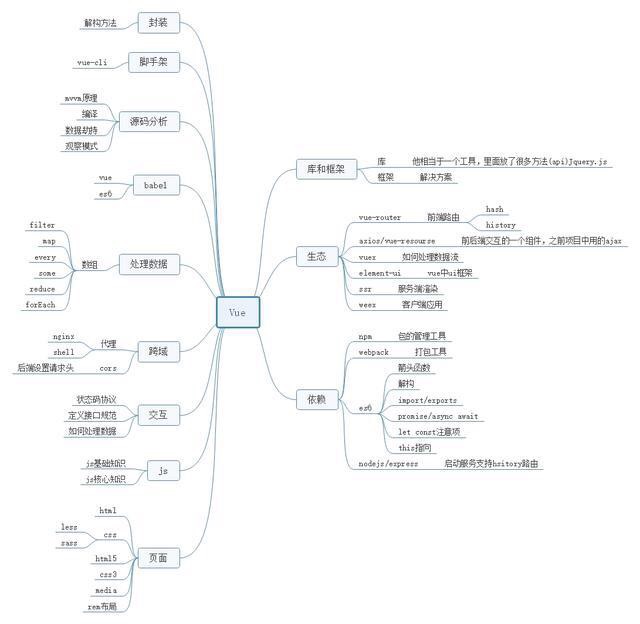 Vue
封装
解构方法
脚手架
vue-cli
源码分析
mvvm原理
编译
数据劫持
观察模式
babel
vue
es6
处理数据
数组
filter
map
every
some
reduce
forEach
跨域
代理
nginx
shell
cors
后端设置请求头
交互
状态码协议
定义接口规范
如何处理数据
js
js基础知识
js核心知识
页面
html
css
less
sass
html5
css3
media
rem布局
库和框架
库 他相当于一个工具，里面放了很多方法(api)Jquery.js
框架 解决方案
生态
vue-router 前端路由
hash
history
axios/vue-resourse 前后端交互的一个组件，之前项目中用的ajax
vuex 如何处理数据流
element-ui vue中ui框架
ssr 服务端渲染
weex 客户端应用
依赖
npm 包的管理工具
webpack 打包工具
es6
箭头函数
解构
import/exports
promise/async await
let const注意项
this指向
nodejs/express 启动服务支持hsitory路由